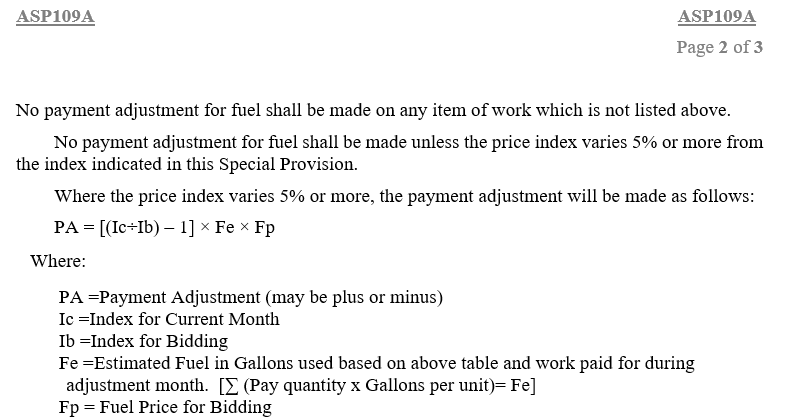 ASP109A ASP109A
Page 2 of 3
No payment adjustment for fuel shall be made on any item of work which is not listed above.
No payment adjustment for fuel shall be made unless the price index varies 5% or more from
the index indicated in this Special Provision.
Where the price index varies 5% or more, the payment adjustment will be made as follows:
PA = [(Ic÷Ib) – 1] × Fe × Fp
Where:
PA =Payment Adjustment (may be plus or minus)
Ic =Index for Current Month
Ib =Index for Bidding
Fe =Estimated Fuel in Gallons used based on above table and work paid for during
adjustment month. [∑ (Pay quantity x Gallons per unit)= Fe]
Fp = Fuel Price for Bidding